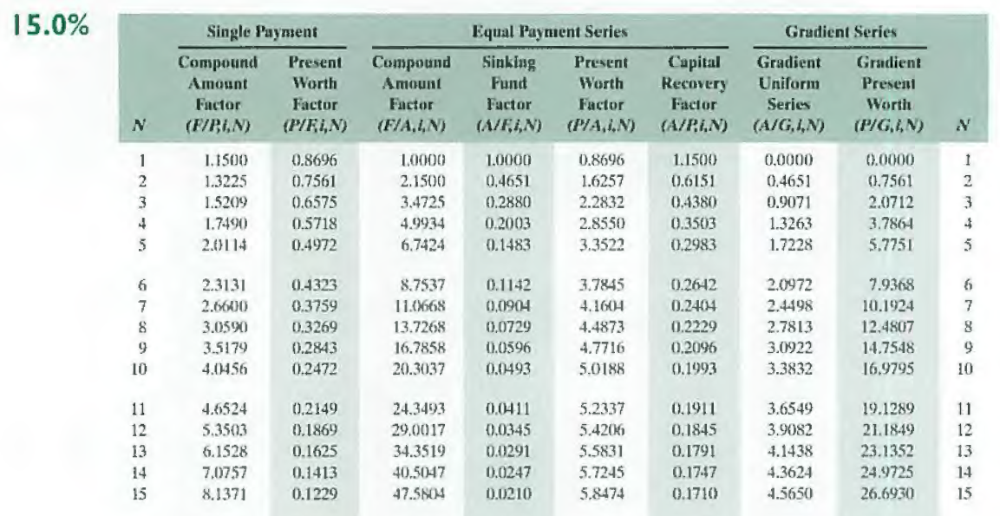 15.0%
Single Payment Equal Payment Series Gradient Series
Compound Present Compound Sinking Present Capital Gradient Gradient
Amount Worth Amount Fund Worth Recovery Uniform Present
Factor Factor Factor Factor Factor Factor Series Worth
N (F/P,i,N) (P/F,i,N) (F/A,i,N) (A/F,i,N) (P/A,i,N) (A/P,i,N) (A/G,i,N) (P/G,i,N) N
1 1.1500 0.8696 1.0000 1.0000 0.8696 1.1500 0.0000 0.0000 1
2 1.3225 0.7561 2.1500 0.4651 1.6257 0.6151 0.4651 0.7561 2
3 1.5209 0.6575 3.4725 0.2880 2.2832 0.4380 0.9071 2.0712 3
4 1.7490 0.5718 4.9934 0.2003 2.8550 0.3503 1.3263 3.7864 4
5 2.0114 0.4972 6.7424 0.1483 3.3522 0.2983 1.7228 5.7751 5
6 2.3131 0.4323 8.7537 0.1142 3.7845 0.2642 2.0972 7.9368 6
7 2.6600 0.3759 11.0668 0.0904 4.1604 0.2404 2.4498 10.1924 7
8 3.0590 0.3269 13.7268 0.0729 4.4873 0.2229 2.7813 12.4807 8
9 3.5179 0.2843 16.7858 0.0596 4.7716 0.2096 3.0922 14.7548 9
10 4.0456 0.2472 20.3037 0.0493 5.0188 0.1993 3.3832 16.9795 10
11 4.6524 0.2149 24.3493 0.0411 5.2337 0.1911 3.6549 19.1289 11
12 5.3503 0.1869 29.0017 0.0345 5.4206 0.1845 3.9082 21.1849 12
13 6.1528 0.1625 34.3519 0.0291 5.5831 0.1791 4.1438 23.1352 13
14 7.0757 0.1413 40.5047 0.0247 5.7245 0.1747 4.3624 24.9725 14
15 8.1371 0.1229 47.5804 0.0210 5.8474 0.1710 4.5650 26.6930 15